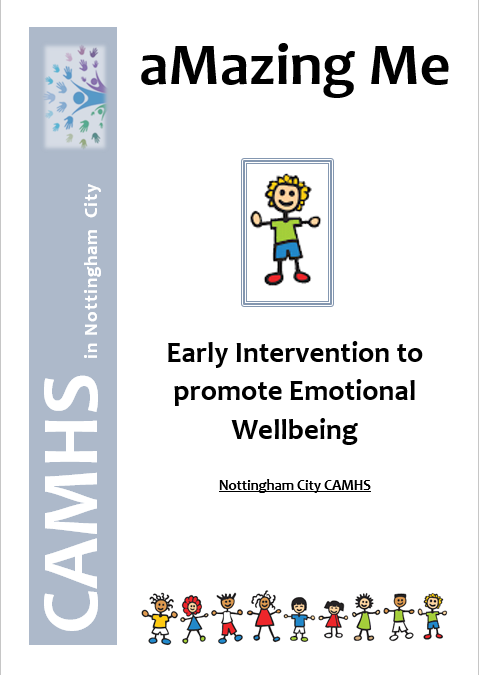 aMazing Me
CAMHS in Nottingham City
Early Intervention to
promote Emotional
Wellbeing
Nottingham City CAMHS